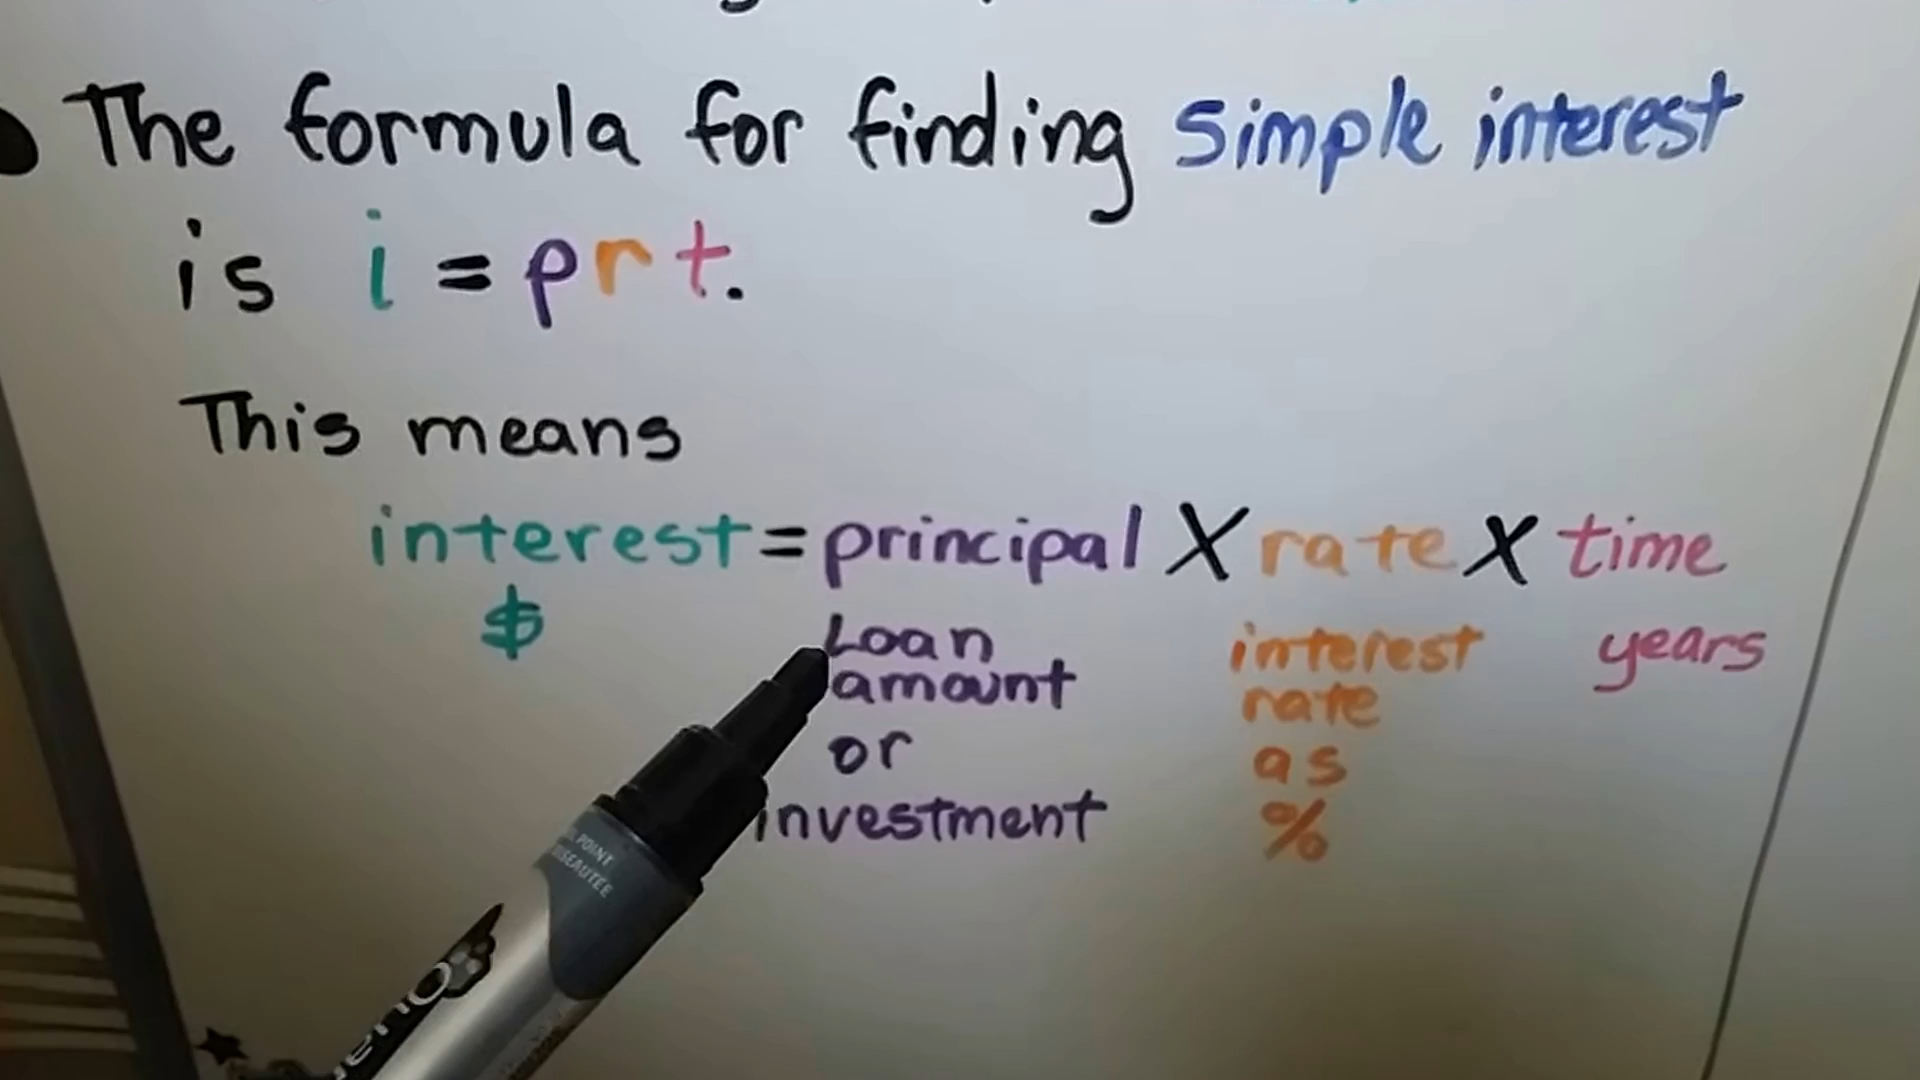 The formula for finding simple interest
is i = prt.
This means
interest = principal X rate X time
$ Loan interest years
amount rate
or as
investment %
POINT